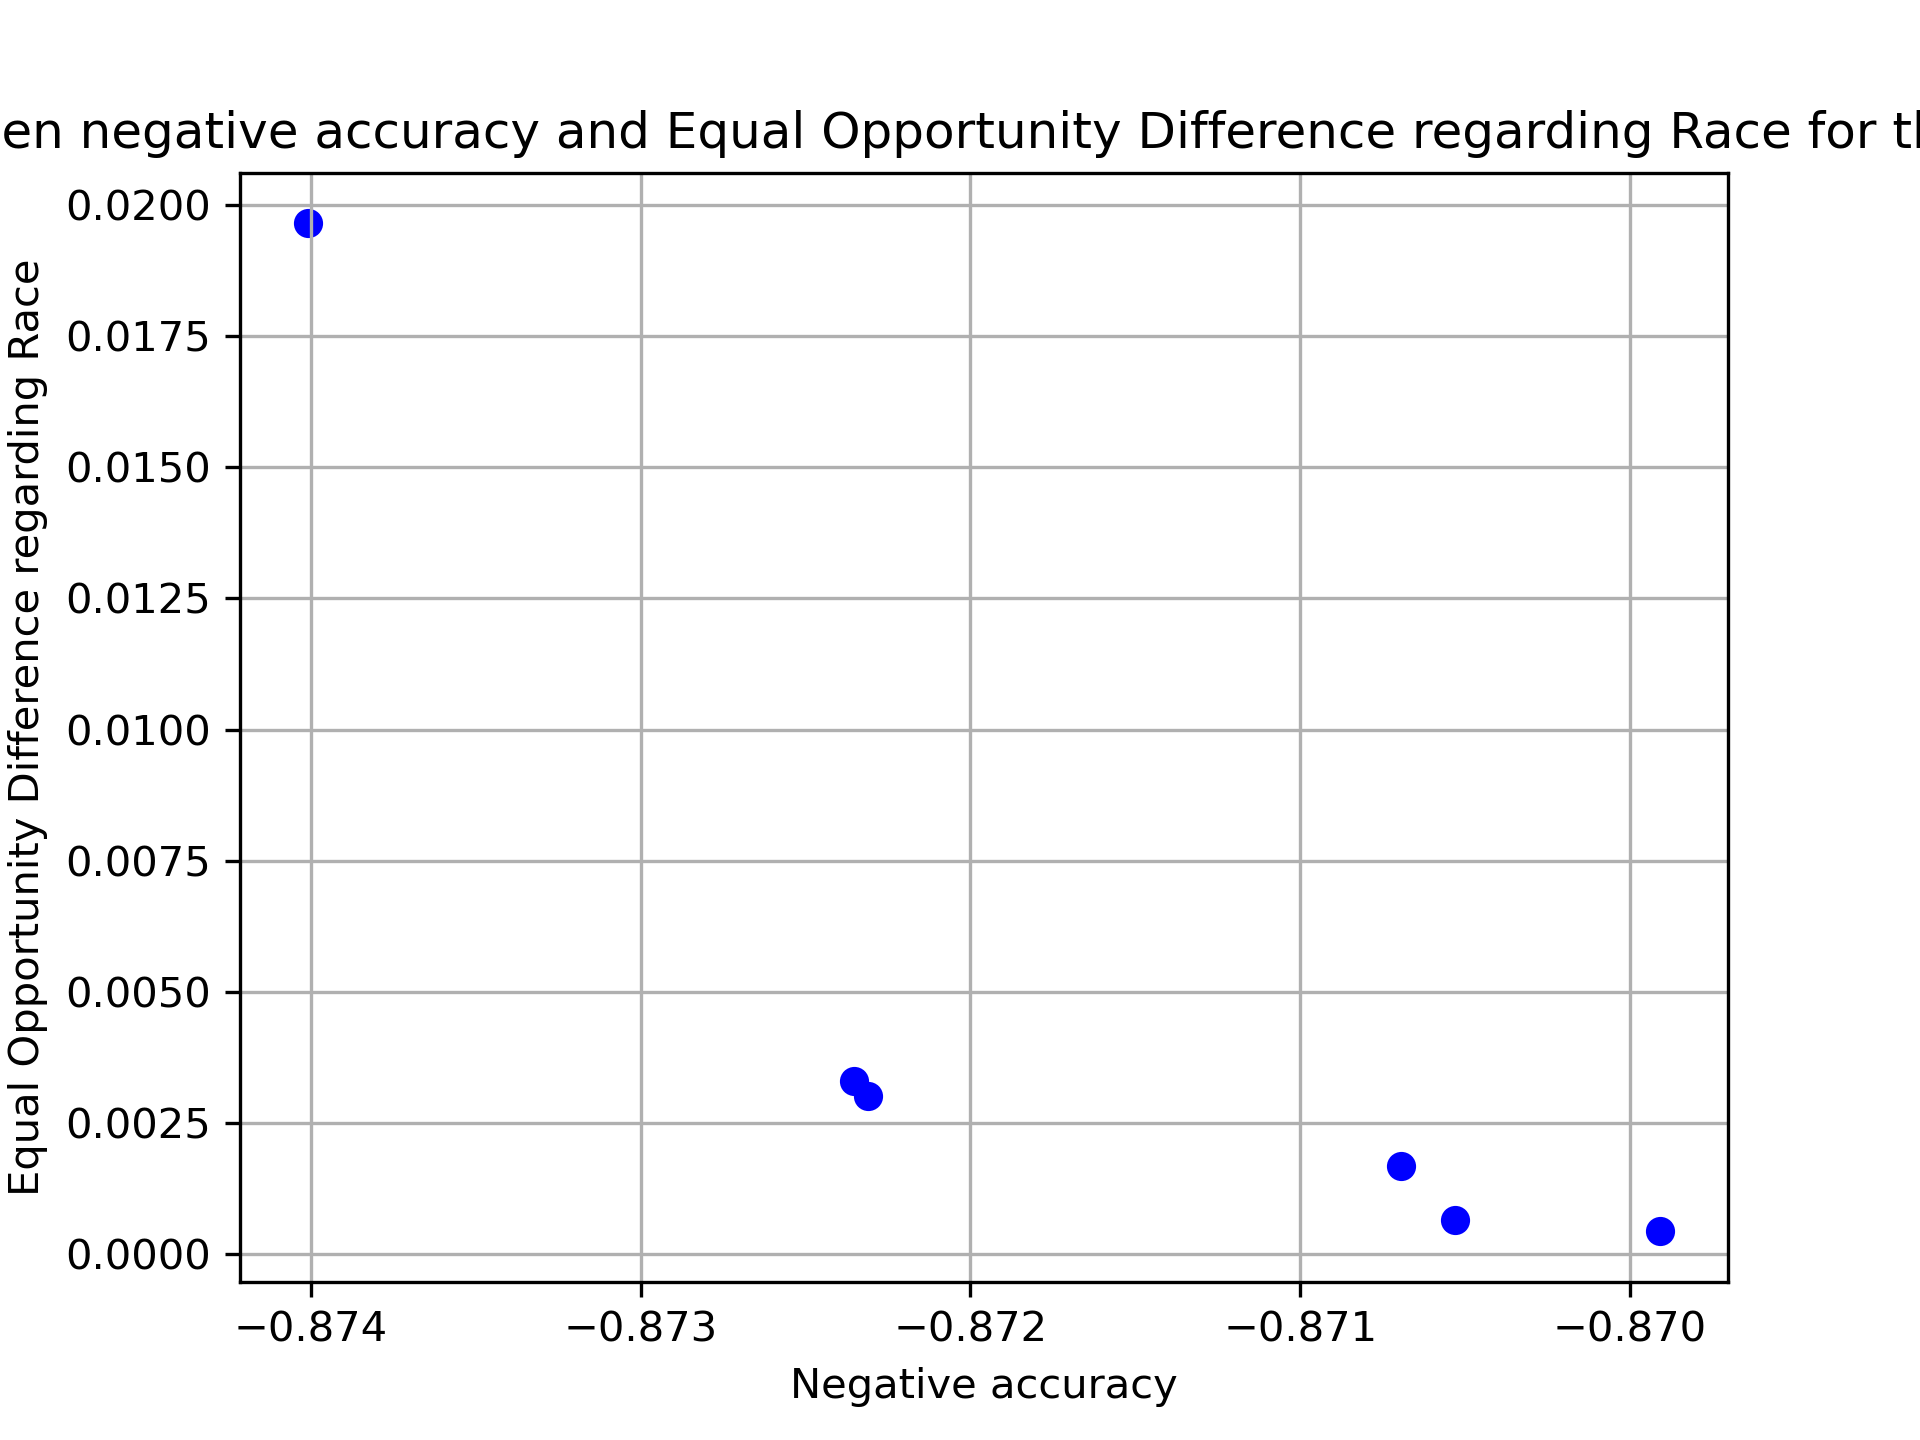 en negative accuracy and Equal Opportunity Difference regarding Race for th
Equal Opportunity Difference regarding Race
0.0200
0.0175
0.0150
0.0125
0.0100
0.0075
0.0050
0.0025
0.0000
−0.874 −0.873 −0.872 −0.871 −0.870
Negative accuracy